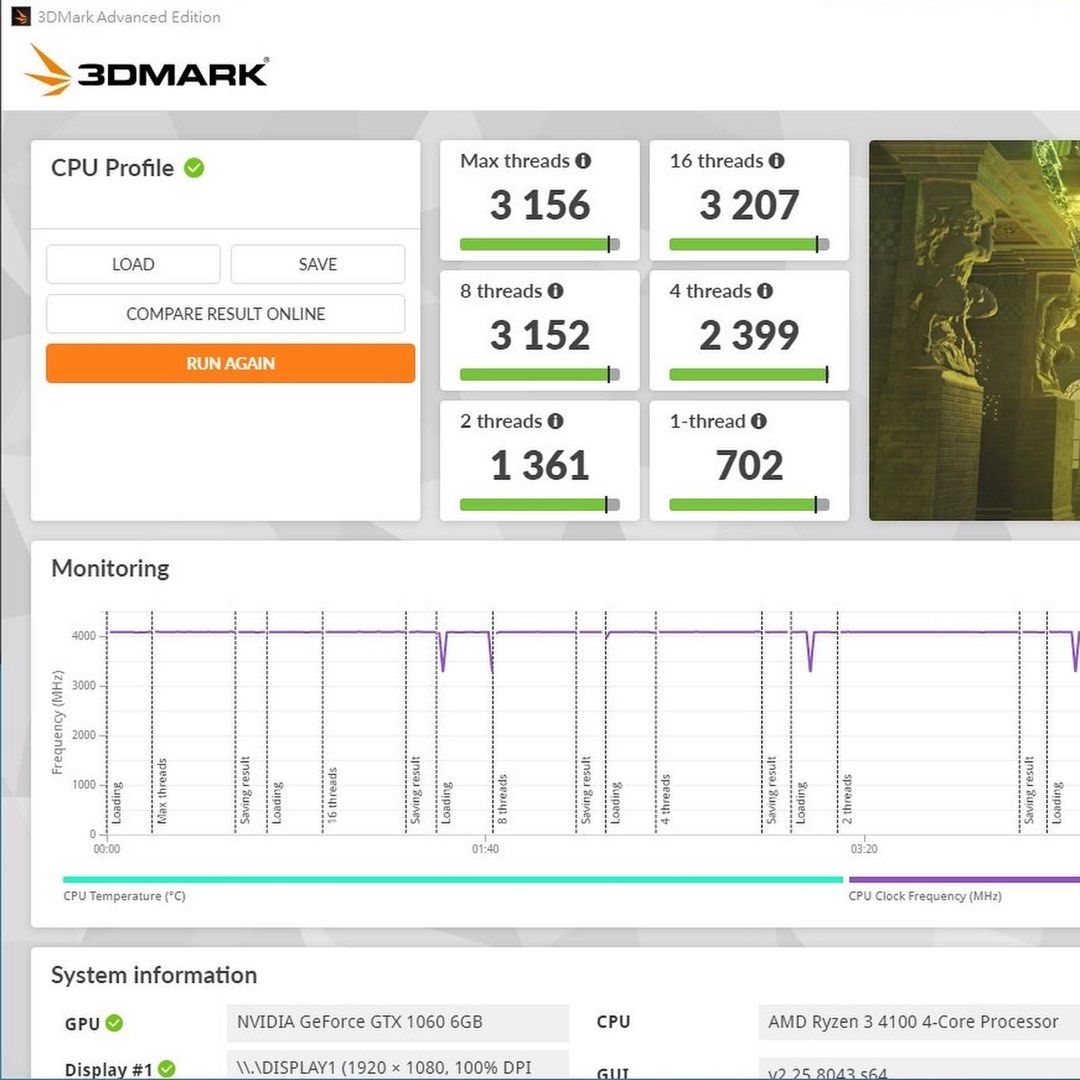 3DMark Advanced Edition
3DMARK®
CPU Profile
LOAD
SAVE
COMPARE RESULT ONLINE
RUN AGAIN
Max threads
3 156
16 threads
3 207
8 threads
3 152
4 threads
2 399
2 threads
1 361
1-thread
702
Monitoring
Frequency (MHz)
4000
3000
2000
1000
0
Loading
Max threads
Saving result
Loading
16 threads
Saving result
Loading
8 threads
Saving result
Loading
4 threads
Saving result
Loading
2 threads
Saving result
Loading
00:00
01:40
03:20
CPU Temperature (°C)
CPU Clock Frequency (MHz)
System information
GPU
NVIDIA GeForce GTX 1060 6GB
CPU
AMD Ryzen 3 4100 4-Core Processor
Display #1
\\.\DISPLAY1 (1920 × 1080, 100% DPI
GUI
v2.25.8043 s64